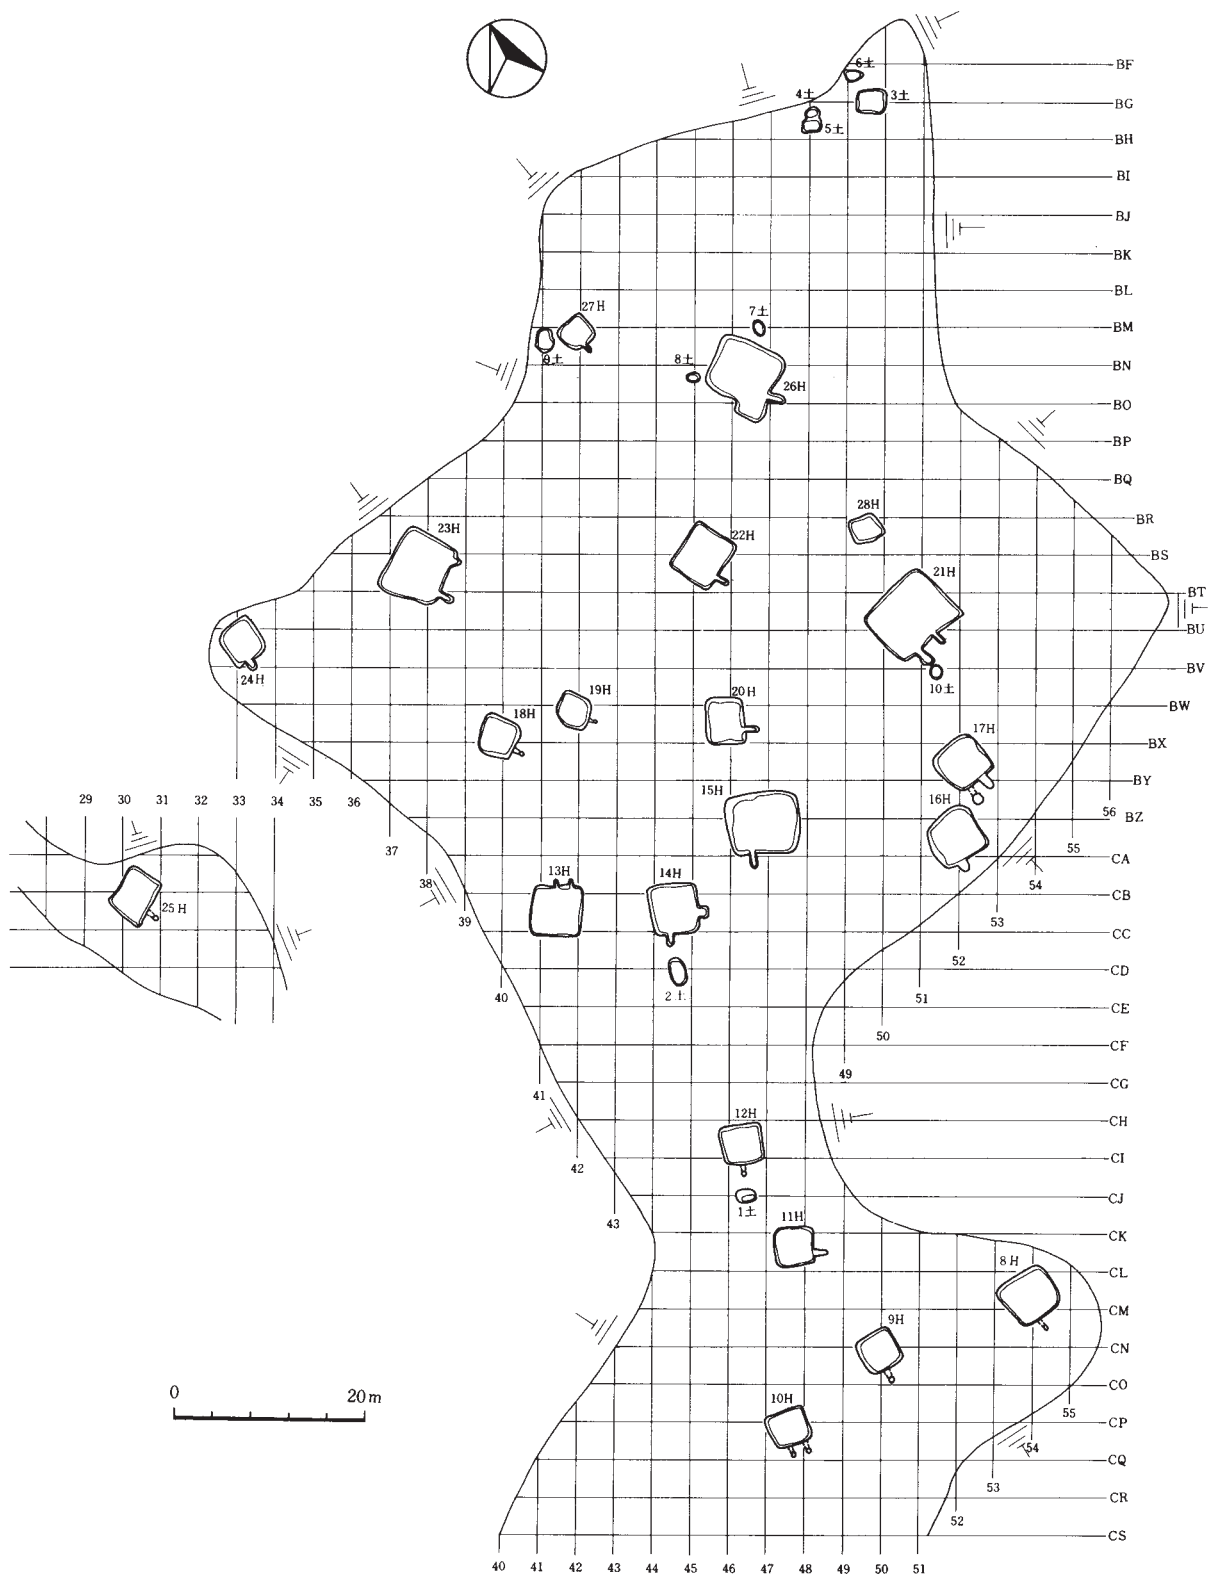 BF
6土
4土
3土
BG
5土
BH
BI
BJ
BK
BL
27H
7土
BM
9土
8土
BN
26H
BO
BP
BQ
28H
BR
23H
22H
BS
21H
BT
BU
24H
BV
10土
19H
20H
BW
18H
17H
BX
BY
15H
16H
29
30
31
32
33
34
35
36
56
BZ
37
55
CA
13H
14H
38
54
CB
25H
39
53
CC
52
CD
40
2土
51
CE
50
CF
49
CG
41
12H
CH
42
CI
CJ
1土
43
11H
CK
8H
CL
CM
9H
CN
0
20m
CO
10H
55
CP
54
CQ
53
CR
52
CS
40
41
42
43
44
45
46
47
48
49
50
51